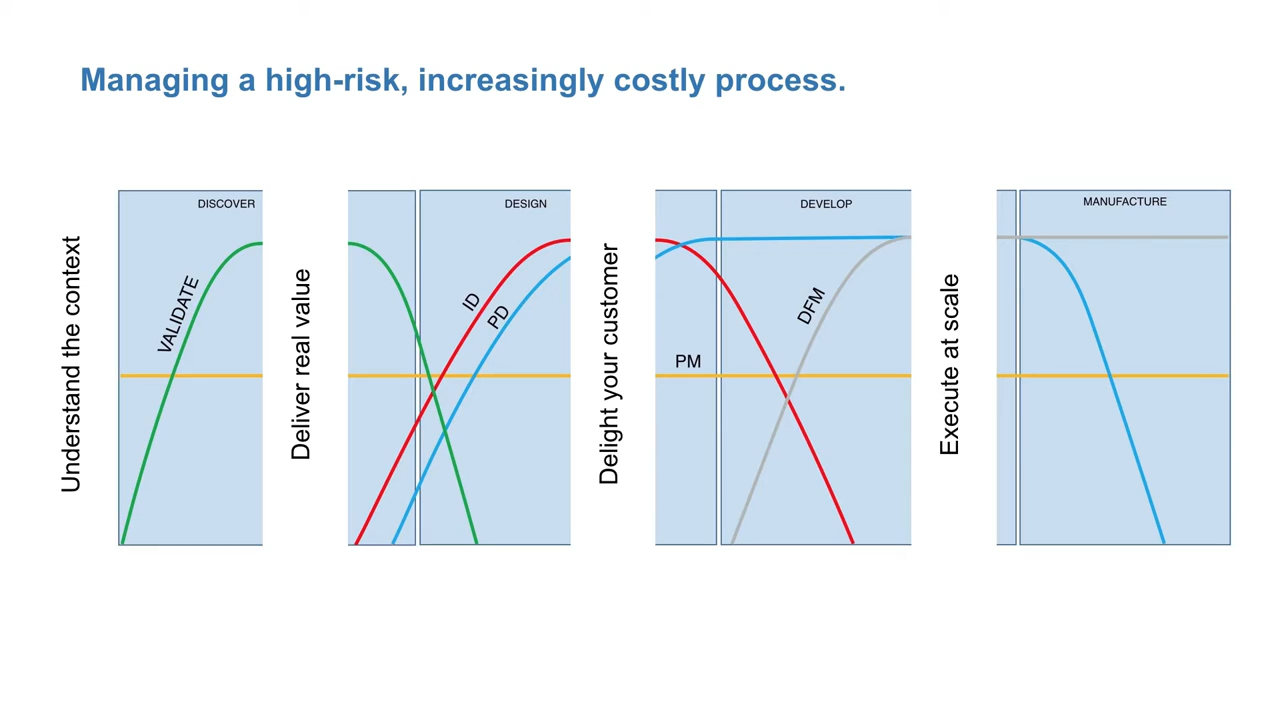 Managing a high-risk, increasingly costly process.
Understand the context
DISCOVER
VALIDATE
Deliver real value
DESIGN
ID
PD
Delight your customer
DEVELOP
PM
DFM
Execute at scale
MANUFACTURE